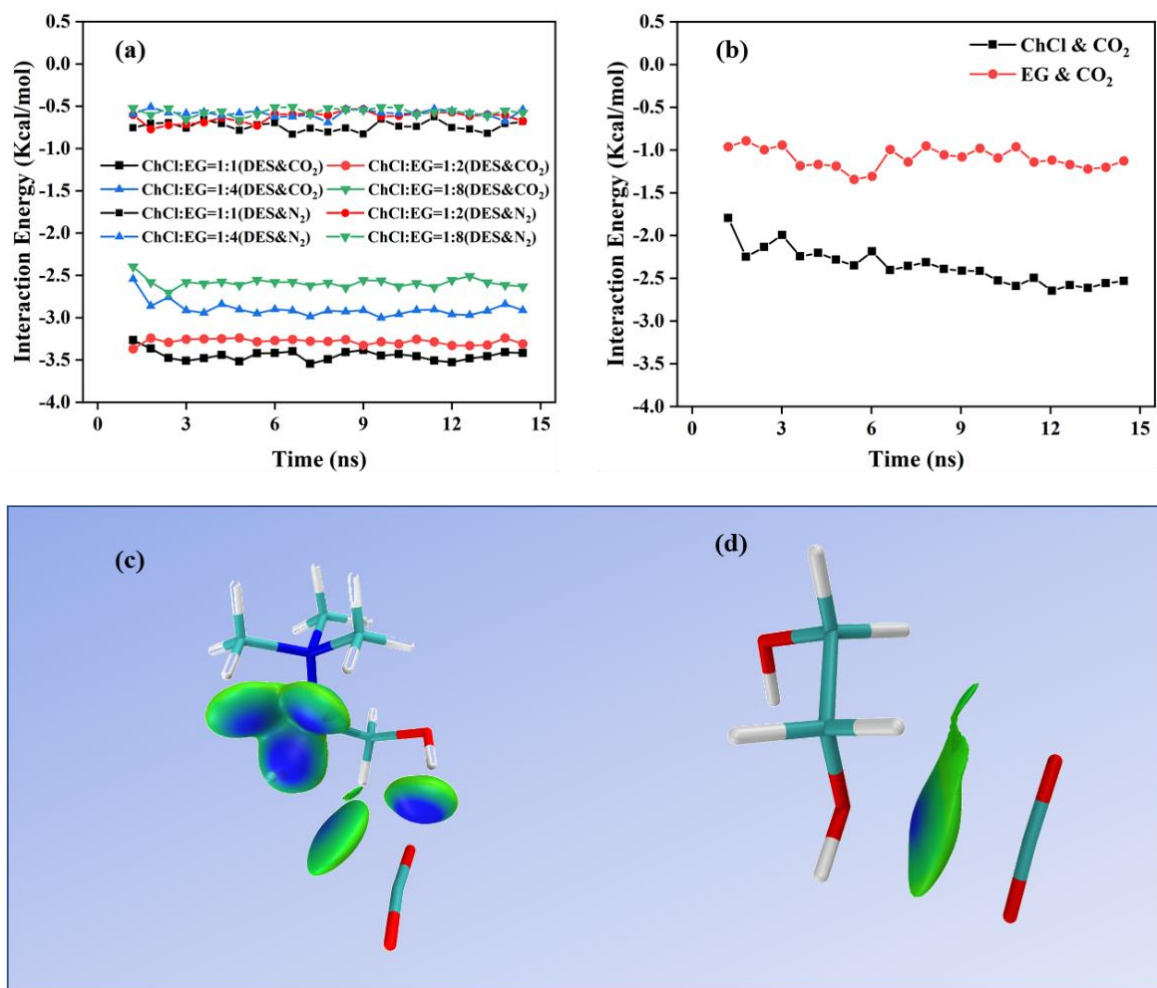 (a)
Interaction Energy (Kcal/mol)
0.5
0.0
-0.5
-1.0
-1.5
-2.0
-2.5
-3.0
-3.5
-4.0
ChCl:EG=1:1(DES&CO₂) ChCl:EG=1:2(DES&CO₂)
ChCl:EG=1:4(DES&CO₂) ChCl:EG=1:8(DES&CO₂)
ChCl:EG=1:1(DES&N₂) ChCl:EG=1:2(DES&N₂)
ChCl:EG=1:4(DES&N₂) ChCl:EG=1:8(DES&N₂)
0 3 6 9 12 15
Time (ns)
(b)
Interaction Energy (Kcal/mol)
0.5
0.0
-0.5
-1.0
-1.5
-2.0
-2.5
-3.0
-3.5
-4.0
ChCl & CO₂
EG & CO₂
0 3 6 9 12 15
Time (ns)
(c)
(d)